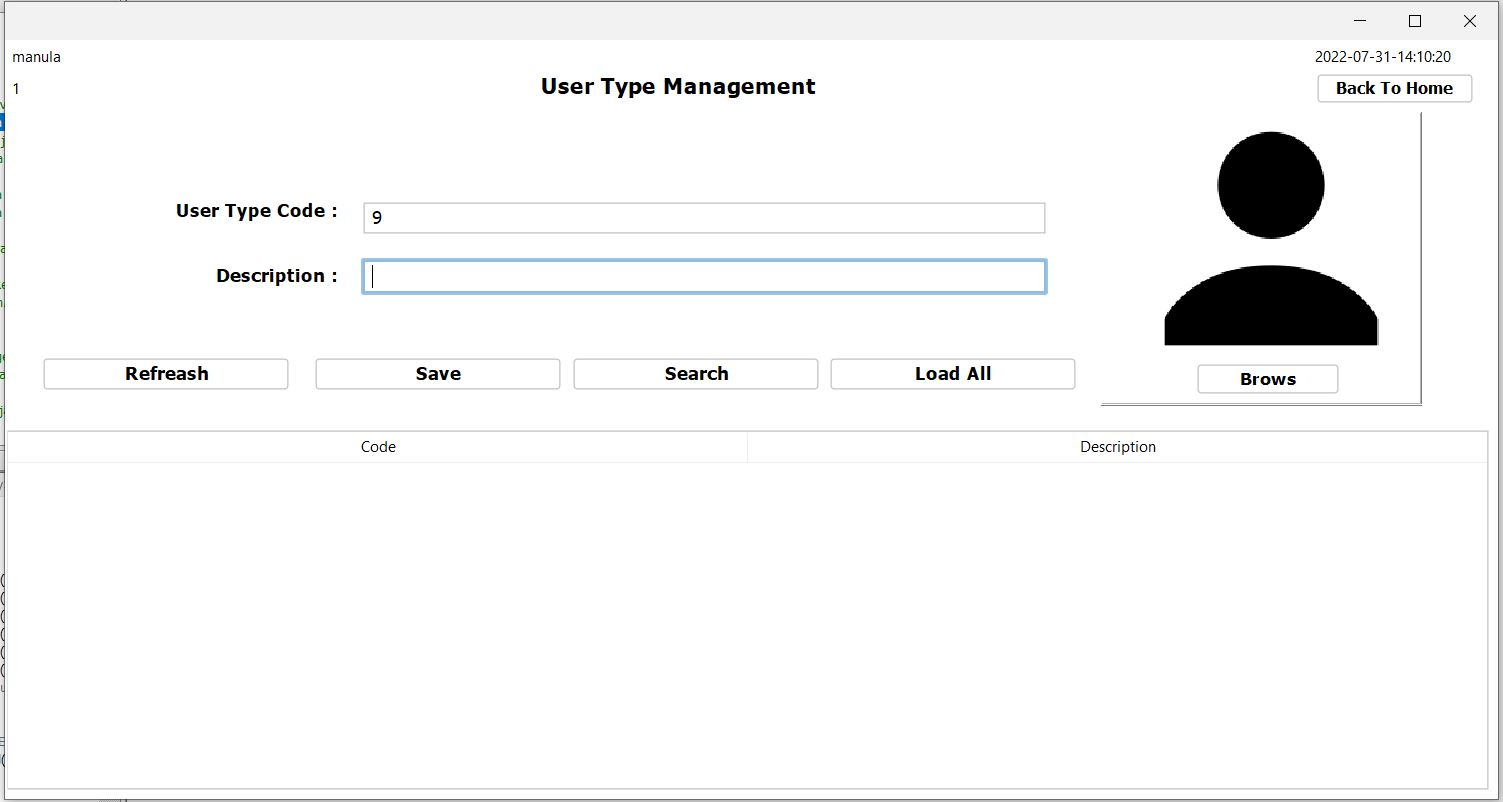 manula
2022-07-31-14:10:20
1
User Type Management
Back To Home
User Type Code :
9
Description :
Refreash
Save
Search
Load All
Brows
Code
Description